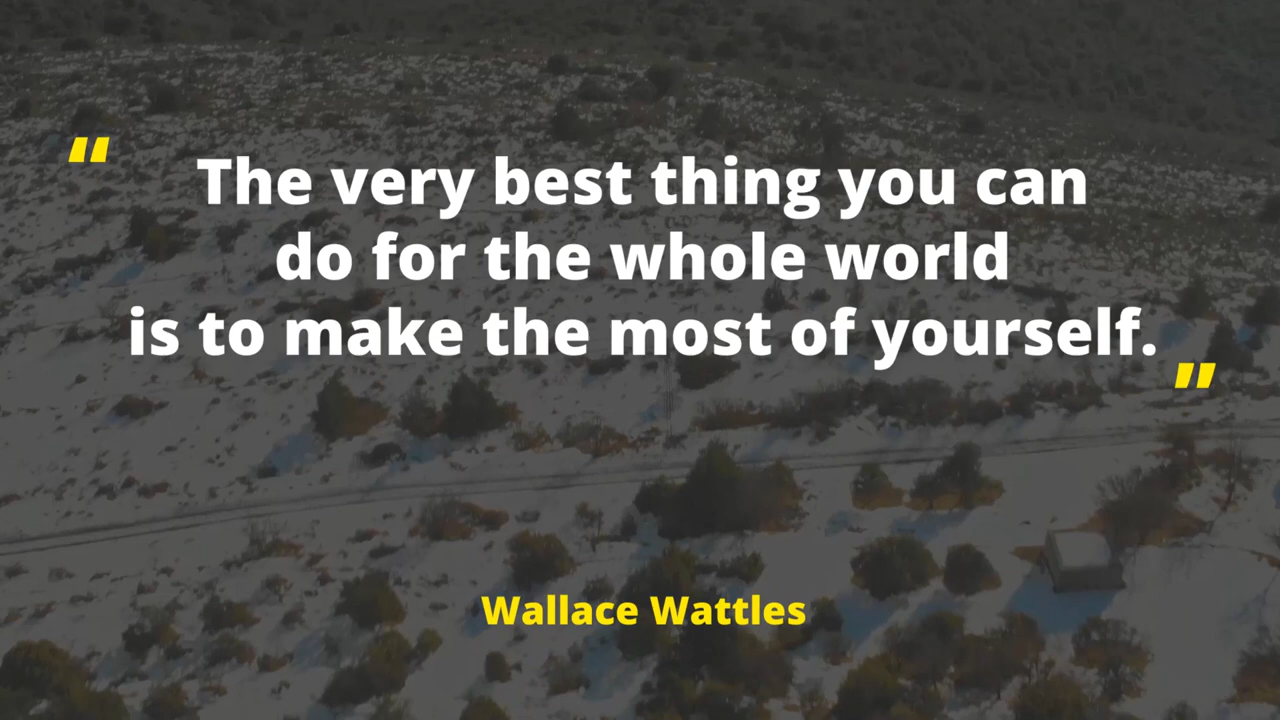 “
The very best thing you can
do for the whole world
is to make the most of yourself.
”
Wallace Wattles